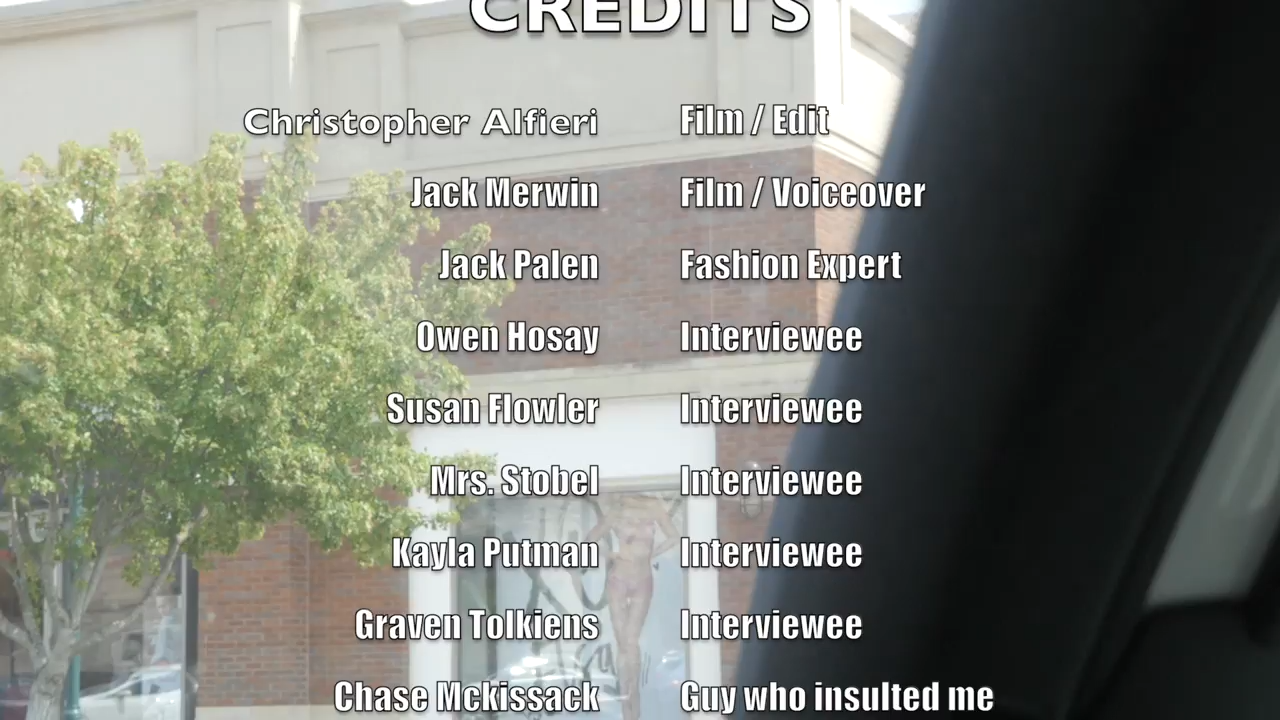 CREDITS
Christopher Alfieri Film / Edit
Jack Merwin Film / Voiceover
Jack Palen Fashion Expert
Owen Hosay Interviewee
Susan Flowler Interviewee
Mrs. Stobel Interviewee
Kayla Putman Interviewee
Graven Tolkiens Interviewee
Chase Mckissack Guy who insulted me